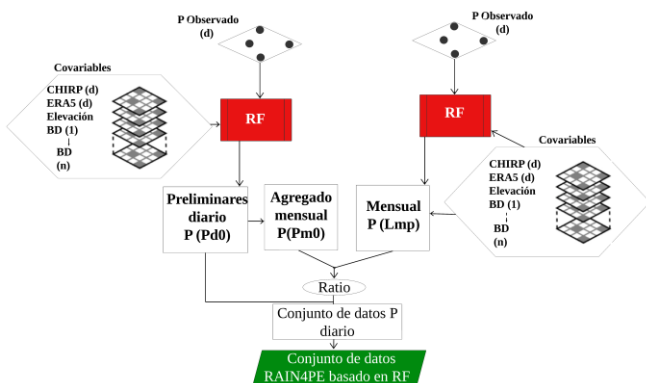 P Observado
(d)
Covariables
CHIRP (d)
ERA5 (d)
Elevación
BD (1)
BD
(n)
RF
Preliminares
diario
P (Pd0)
Agregado
mensual
P(Pm0)
P Observado
(d)
RF
Covariables
CHIRP (d)
ERA5 (d)
Elevación
BD (1)
BD
(n)
Mensual
P (Lmp)
Ratio
Conjunto de datos P
diario
Conjunto de datos
RAIN4PE basado en RF